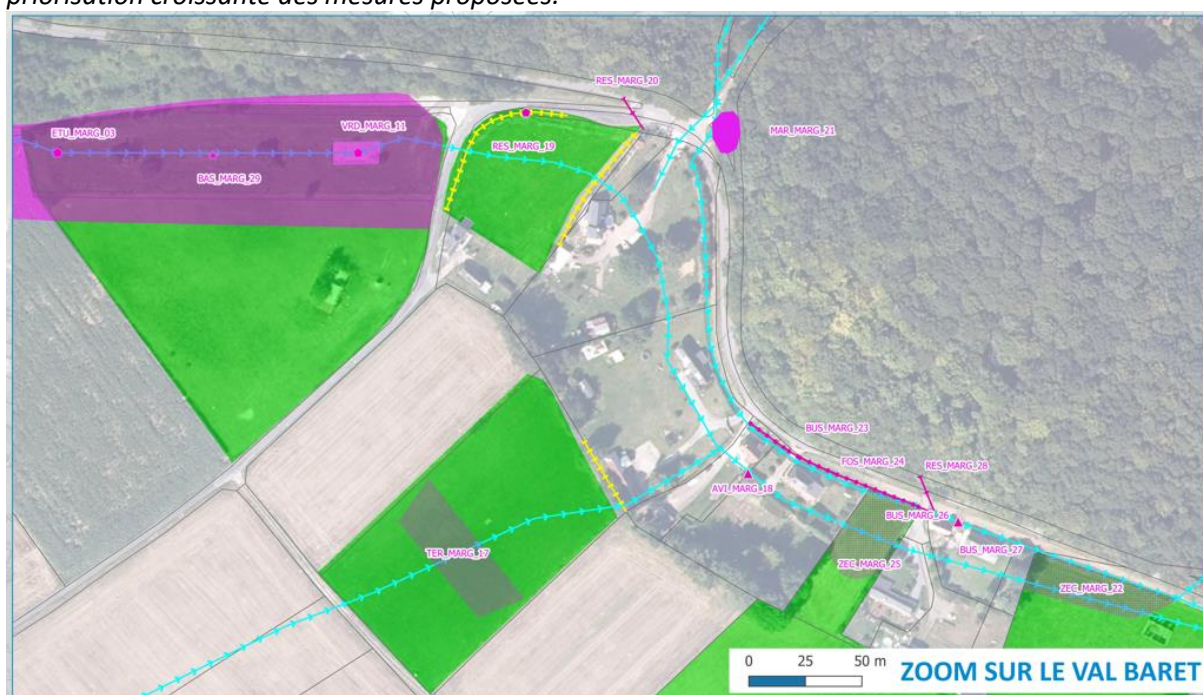 priorisation croissante des mesures proposées.
RES_MARG_20
ETU_MARG_03
VRD_MARG_11
MAR_MARG_21
RES_MARG_19
BAS_MARG_29
BUS_MARG_23
FOS_MARG_24
RES_MARG_28
AVI_MARG_18
BUS_MARG_26
BUS_MARG_27
TER_MARG_17
ZEC_MARG_25
ZEC_MARG_22
0 25 50 m
ZOOM SUR LE VAL BARET